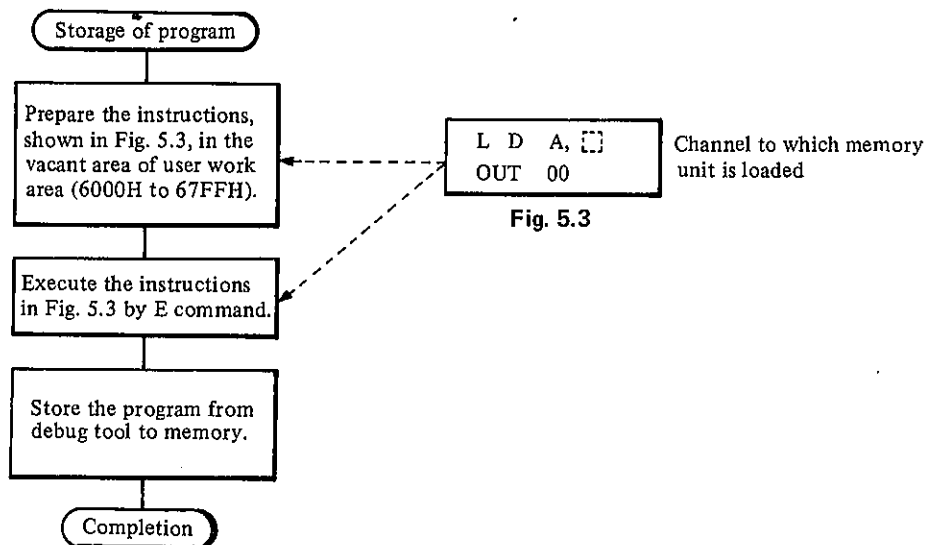 Storage of program
Prepare the instructions,
shown in Fig. 5.3, in the
vacant area of user work
area (6000H to 67FFH).
L D A,
OUT 00
Channel to which memory
unit is loaded
Fig. 5.3
Execute the instructions
in Fig. 5.3 by E command.
Store the program from
debug tool to memory.
Completion